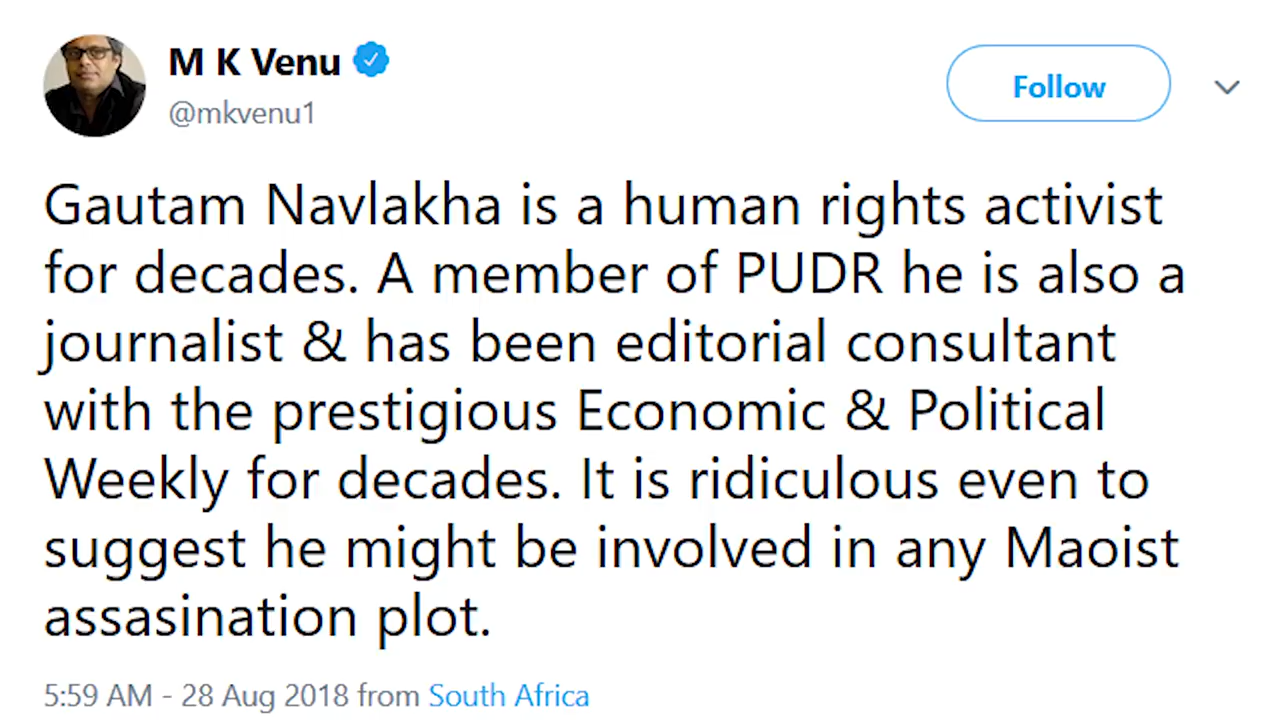 M K Venu
@mkvenu1
Follow
Gautam Navlakha is a human rights activist
for decades. A member of PUDR he is also a
journalist & has been editorial consultant
with the prestigious Economic & Political
Weekly for decades. It is ridiculous even to
suggest he might be involved in any Maoist
assasination plot.
5:59 AM - 28 Aug 2018 from South Africa